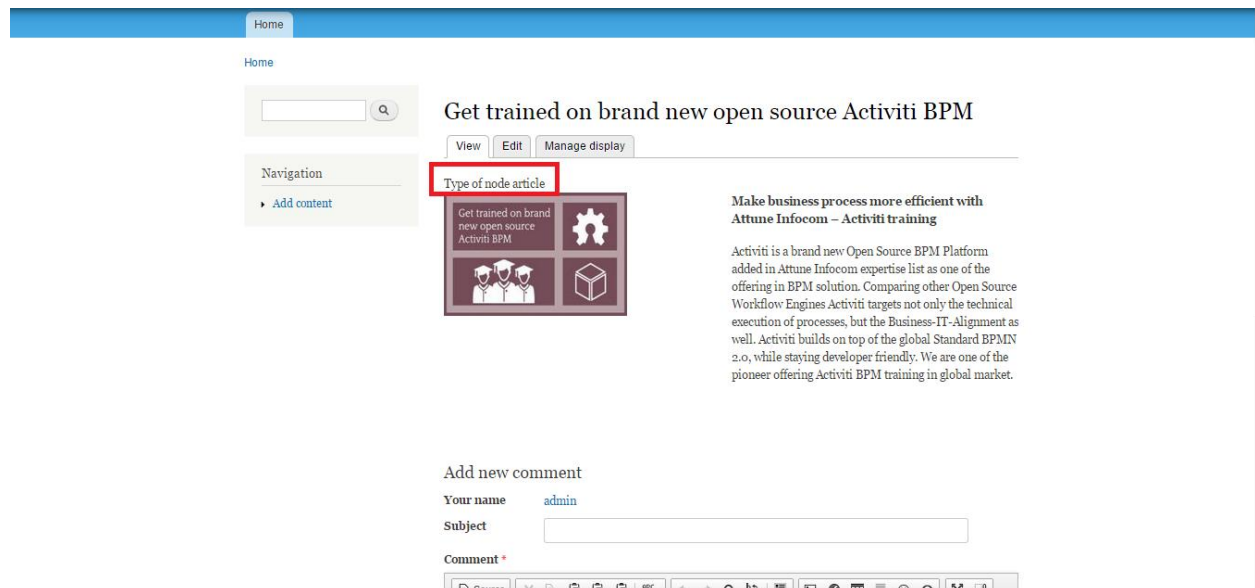 Home
Home
Get trained on brand new open source Activiti BPM
View Edit Manage display
Navigation
Add content
Type of node article
Get trained on brand
new open source
Activiti BPM
Make business process more efficient with
Attune Infocom – Activiti training
Activiti is a brand new Open Source BPM Platform
added in Attune Infocom expertise list as one of the
offering in BPM solution. Comparing other Open Source
Workflow Engines Activiti targets not only the technical
execution of processes, but the Business-IT-Alignment as
well. Activiti builds on top of the global Standard BPMN
2.0, while staying developer friendly. We are one of the
pioneer offering Activiti BPM training in global market.
Add new comment
Your name admin
Subject
Comment *
Source